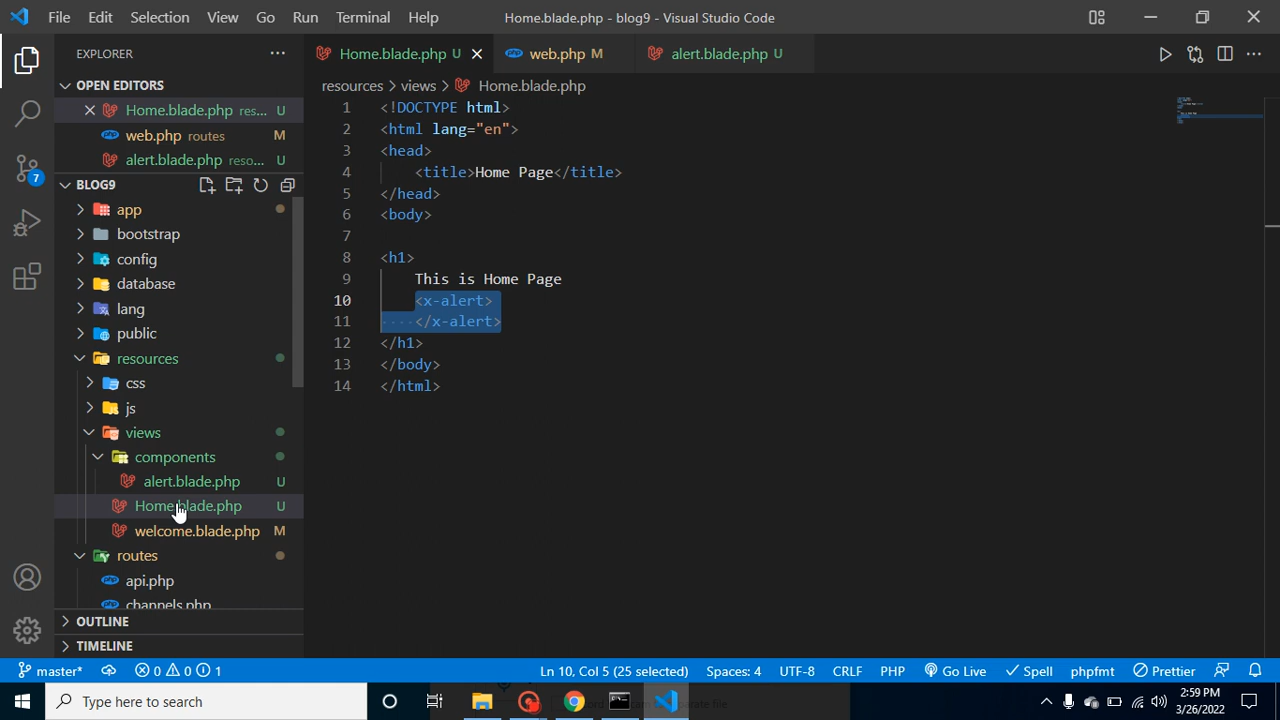 File Edit Selection View Go Run Terminal Help Home.blade.php - blog9 - Visual Studio Code
EXPLORER ···
Home.blade.php U
web.php M
alert.blade.php U
OPEN EDITORS
Home.blade.php res... U
web.php routes M
alert.blade.php reso... U
BLOG9
app
bootstrap
config
database
lang
public
resources
css
js
views
components
alert.blade.php U
Home.blade.php U
welcome.blade.php M
routes
api.php
channels.php
OUTLINE
TIMELINE
7
resources > views > Home.blade.php
1 <!DOCTYPE html>
2 <html lang="en">
3 <head>
4 <title>Home Page</title>
5 </head>
6 <body>
7
8 <h1>
9 This is Home Page
10 <x-alert>
11 ····</x-alert>
12 </h1>
13 </body>
14 </html>
master* 0 0 1 Ln 10, Col 5 (25 selected) Spaces: 4 UTF-8 CRLF PHP Go Live Spell phpfmt Prettier
Type here to search
2:59 PM
3/26/2022